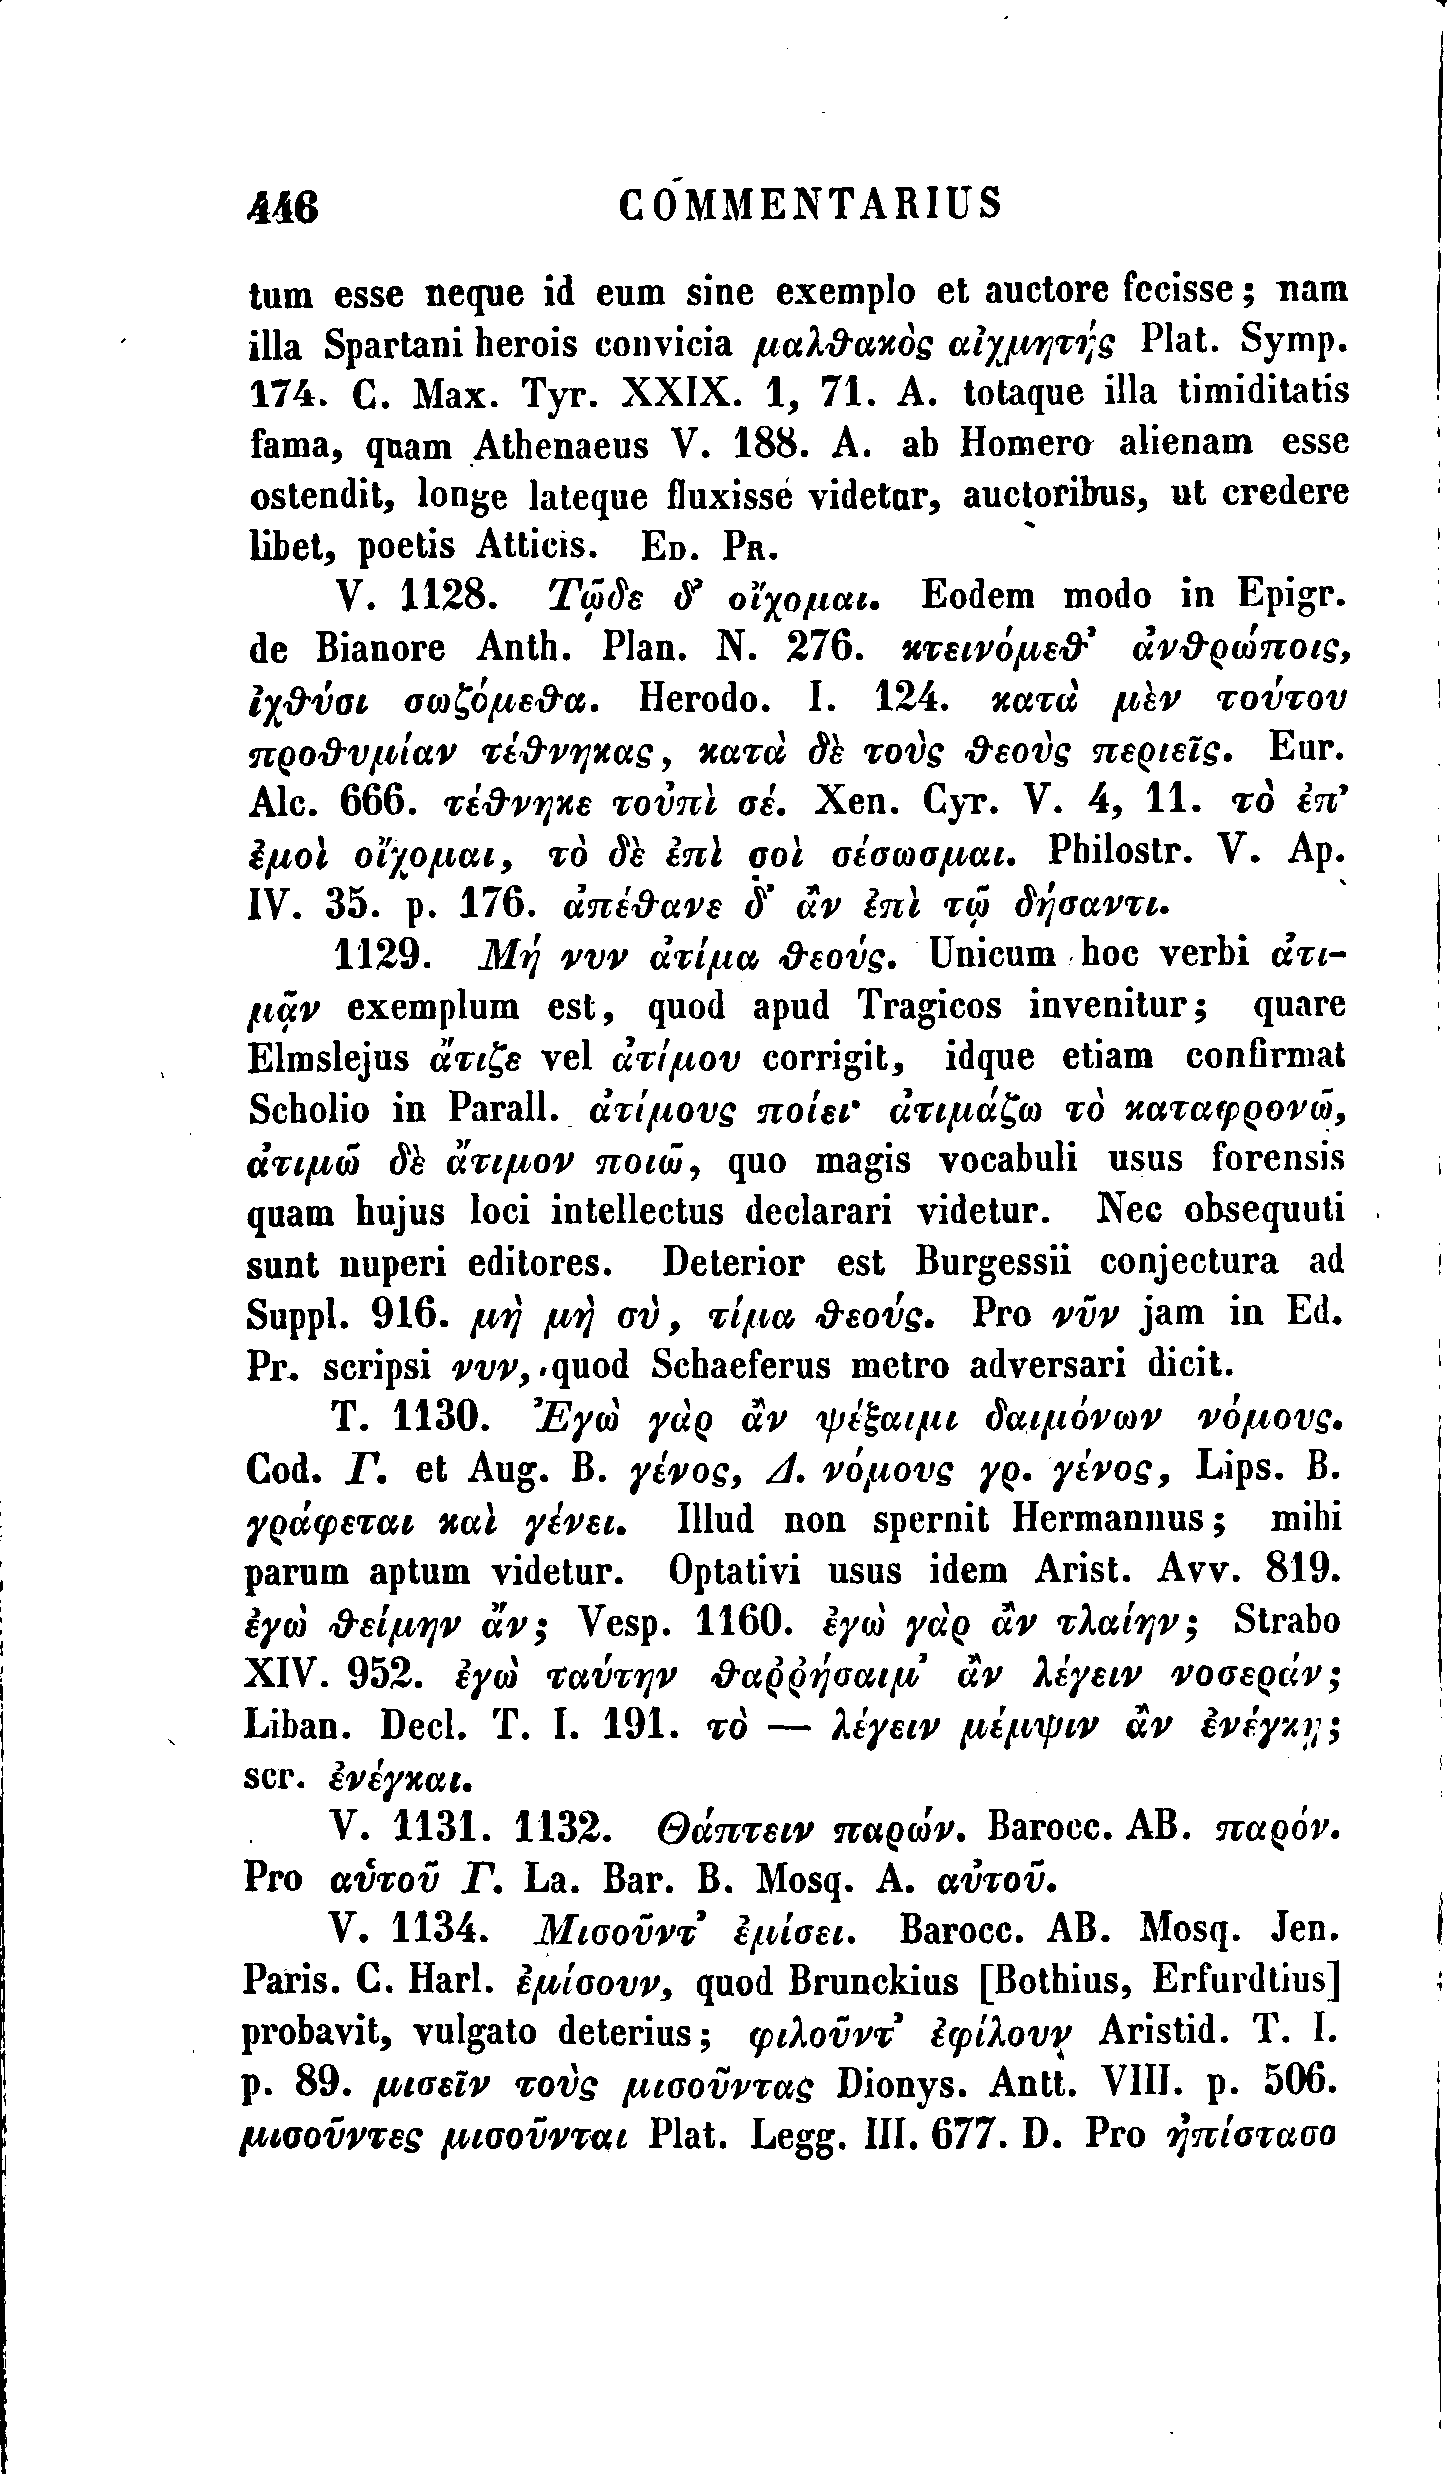 446 COMMENTARIUS
tum esse neque id eum sine exemplo et auctore fecisse; nam
illa Spartani herois convicia μαλθακὸς αἰχμητής Plat. Symp.
174. C. Max. Tyr. XXIX. 1, 71. A. totaque illa timiditatis
fama, quam Athenaeus V. 188. A. ab Homero alienam esse
ostendit, longe lateque fluxisse videtur, auctoribus, ut credere
libet, poetis Atticis. ED. PR.
V. 1128. Τῷδε δ᾽ οἴχομαι. Eodem modo in Epigr.
de Bianore Anth. Plan. N. 276. κτεινόμεθ᾽ ἀνθρώποις,
ἰχθύσι σωζόμεθα. Herodo. I. 124. κατὰ μὲν τούτου
προθυμίαν τέθνηκας, κατὰ δὲ τοὺς θεοὺς περιεῖς. Eur.
Alc. 666. τέθνηκε τοὐπὶ σέ. Xen. Cyr. V. 4, 11. τὸ ἐπ᾽
ἐμοὶ οἴχομαι, τὸ δὲ ἐπὶ σοὶ σέσωσμαι. Philostr. V. Ap.
IV. 35. p. 176. ἀπέθανε δ᾽ ἂν ἐπὶ τῷ δήσαντι.
1129. Μή νυν ἀτίμα θεούς. Unicum hoc verbi ἀτι-
μᾷν exemplum est, quod apud Tragicos invenitur; quare
Elmslejus ἄτιζε vel ἀτίμου corrigit, idque etiam confirmat
Scholio in Parall. ἀτίμους ποίει· ἀτιμάζω τὸ καταφρονῶ,
ἀτιμῶ δὲ ἄτιμον ποιῶ, quo magis vocabuli usus forensis
quam hujus loci intellectus declarari videtur. Nec obsequuti
sunt nuperi editores. Deterior est Burgessii conjectura ad
Suppl. 916. μὴ μὴ σὺ, τίμα θεούς. Pro νῦν jam in Ed.
Pr. scripsi νυν, quod Schaeferus metro adversari dicit.
T. 1130. Ἐγὼ γὰρ ἂν ψέξαιμι δαιμόνων νόμους.
Cod. Γ. et Aug. B. γένος, Δ. νόμους γρ. γένος, Lips. B.
γράφεται καὶ γένει. Illud non spernit Hermannus; mihi
parum aptum videtur. Optativi usus idem Arist. Avv. 819.
ἐγὼ θείμην ἄν; Vesp. 1160. ἐγὼ γὰρ ἂν τλαίην; Strabo
XIV. 952. ἐγὼ ταύτην θαῤῥήσαιμ᾽ ἂν λέγειν νοσεράν;
Liban. Decl. T. I. 191. τὸ — λέγειν μέμψιν ἂν ἐνέγκῃ;
scr. ἐνέγκαι.
V. 1131. 1132. Θάπτειν παρών. Barocc. AB. παρόν.
Pro αὑτοῦ Γ. La. Bar. B. Mosq. A. αὐτοῦ.
V. 1134. Μισοῦντ᾽ ἐμίσει. Barocc. AB. Mosq. Jen.
Paris. C. Harl. ἐμίσουν, quod Brunckius [Bothius, Erfurdtius]
probavit, vulgato deterius; φιλοῦντ᾽ ἐφίλουν Aristid. T. I.
p. 89. μισεῖν τοὺς μισοῦντας Dionys. Antt. VIII. p. 506.
μισοῦντες μισοῦνται Plat. Legg. III. 677. D. Pro ἠπίστασο